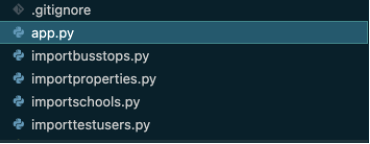 .gitignore
app.py
importbusstops.py
importproperties.py
importschools.py
importtestusers.py